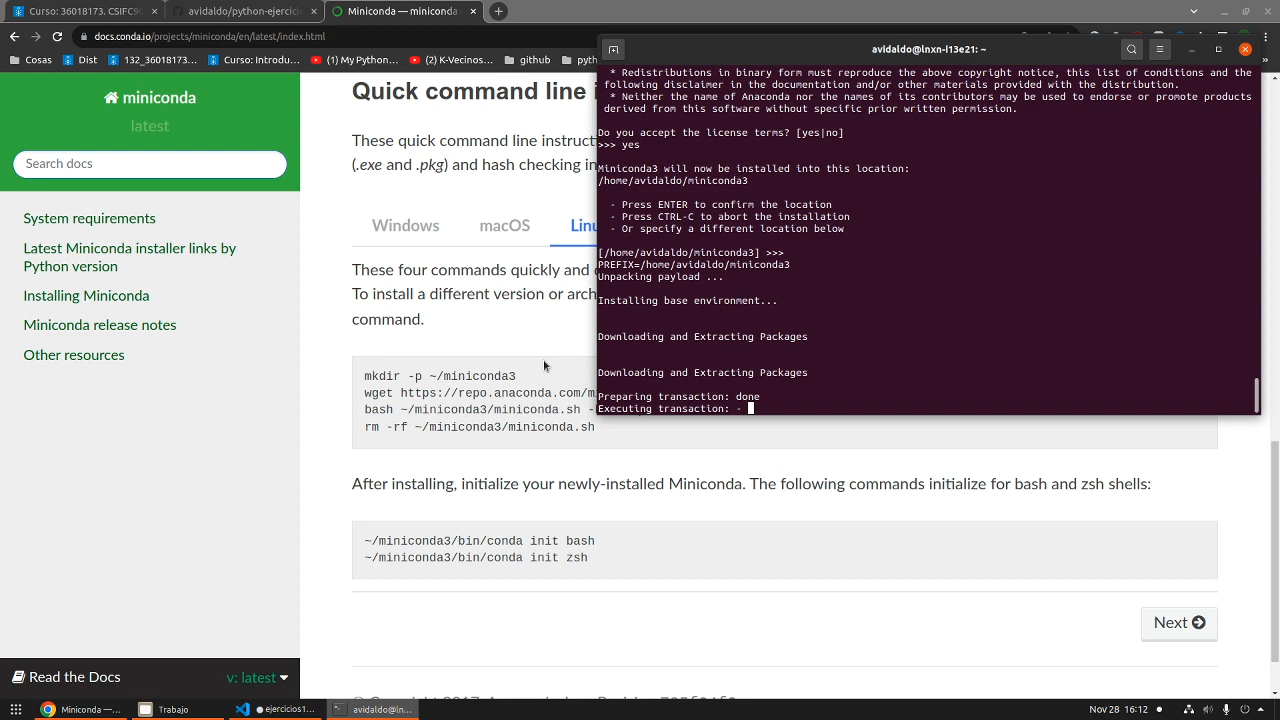 Curso: 36018173. CSIFC9
avidaldo/python-ejercici
Miniconda — miniconda
docs.conda.io/projects/miniconda/en/latest/index.html
Cosas
Dist
132_36018173...
Curso: Introdu...
(1) My Python...
(2) K-Vecinos...
github
pyth
miniconda
latest
Search docs
System requirements
Latest Miniconda installer links by
Python version
Installing Miniconda
Miniconda release notes
Other resources
Read the Docs
v: latest
Quick command line
These quick command line instruct
(.exe and .pkg) and hash checking in
Windows
macOS
Linu
These four commands quickly and
To install a different version or arch
command.
mkdir -p ~/miniconda3
wget https://repo.anaconda.com/m
bash ~/miniconda3/miniconda.sh -
rm -rf ~/miniconda3/miniconda.sh
After installing, initialize your newly-installed Miniconda. The following commands initialize for bash and zsh shells:
~/miniconda3/bin/conda init bash
~/miniconda3/bin/conda init zsh
Next
avidaldo@lnxn-i13e21: ~
* Redistributions in binary form must reproduce the above copyright notice, this list of conditions and the
following disclaimer in the documentation and/or other materials provided with the distribution.
* Neither the name of Anaconda nor the names of its contributors may be used to endorse or promote products
derived from this software without specific prior written permission.
Do you accept the license terms? [yes|no]
>>> yes
Miniconda3 will now be installed into this location:
/home/avidaldo/miniconda3
- Press ENTER to confirm the location
- Press CTRL-C to abort the installation
- Or specify a different location below
[/home/avidaldo/miniconda3] >>>
PREFIX=/home/avidaldo/miniconda3
Unpacking payload ...
Installing base environment...
Downloading and Extracting Packages
Downloading and Extracting Packages
Preparing transaction: done
Executing transaction: -
Miniconda —...
Trabajo
ejercicios1...
avidaldo@ln...
Nov 28 16:12